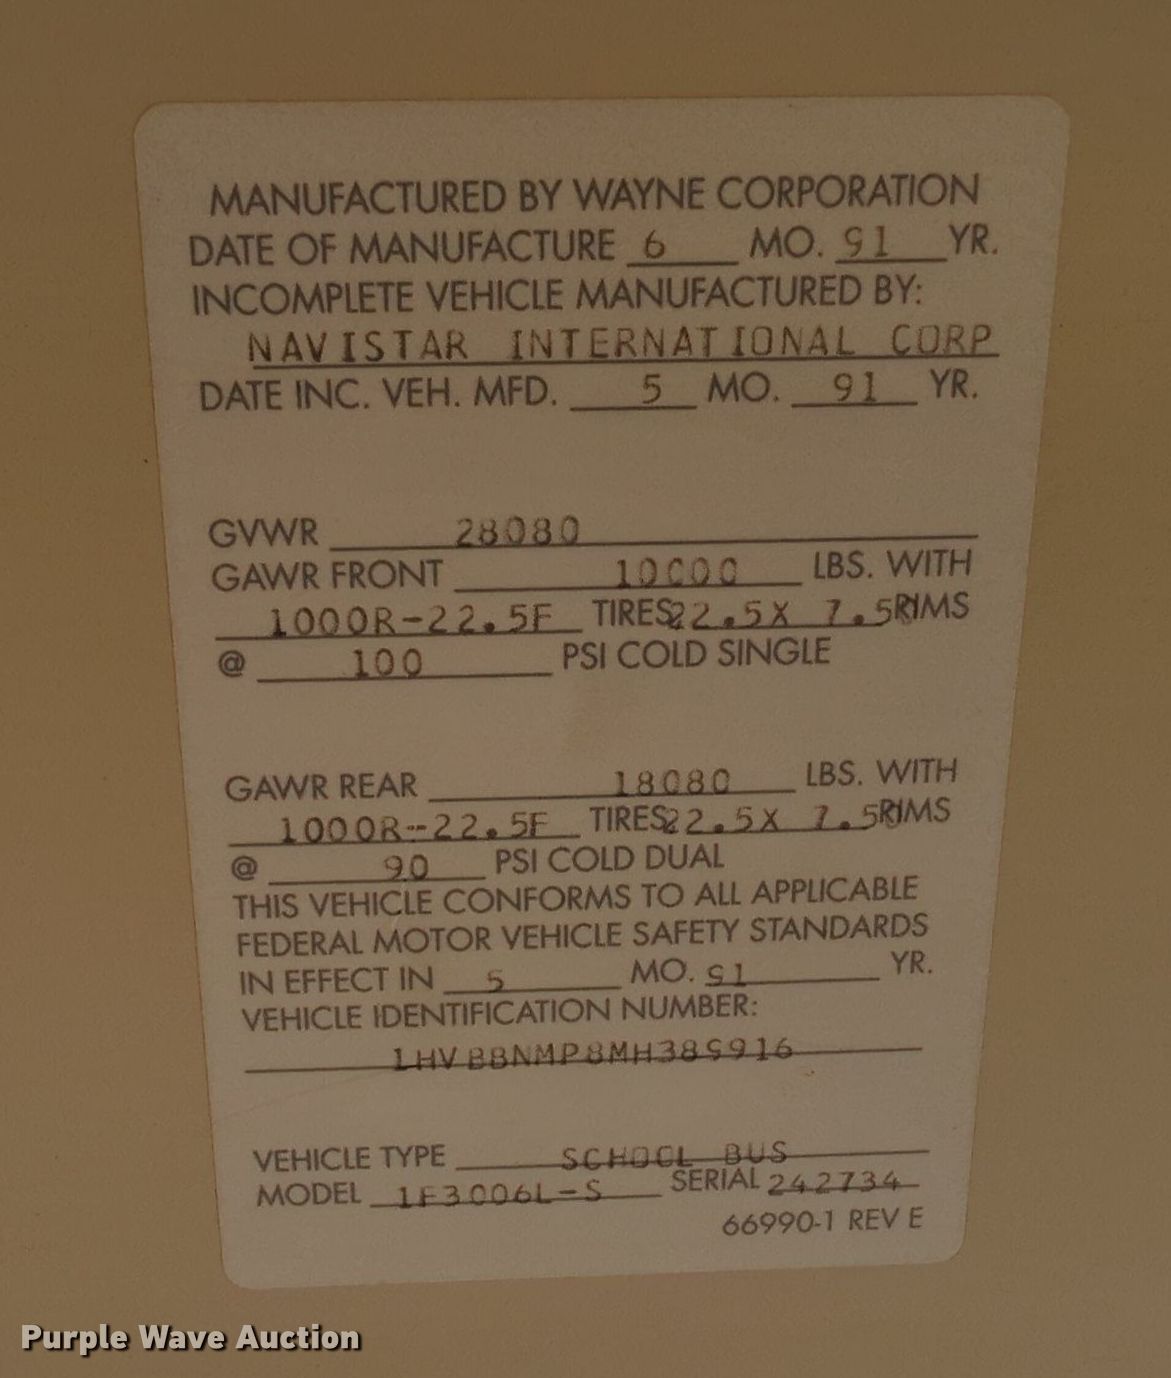 MANUFACTURED BY WAYNE CORPORATION
DATE OF MANUFACTURE 6 MO. 91 YR.
INCOMPLETE VEHICLE MANUFACTURED BY:
NAVISTAR INTERNATIONAL CORP
DATE INC. VEH. MFD. 5 MO. 91 YR.
GVWR 28080
GAWR FRONT 10000 LBS. WITH
1000R-22.5F TIRES 22.5X 7.5 RIMS
@ 100 PSI COLD SINGLE
GAWR REAR 18080 LBS. WITH
1000R-22.5F TIRES 22.5X 7.5 RIMS
@ 90 PSI COLD DUAL
THIS VEHICLE CONFORMS TO ALL APPLICABLE
FEDERAL MOTOR VEHICLE SAFETY STANDARDS
IN EFFECT IN 5 MO. 91 YR.
VEHICLE IDENTIFICATION NUMBER:
1HVBBNMP8MH389916
VEHICLE TYPE SCHOOL BUS
MODEL 1F3006L-S SERIAL 242734
66990-1 REV E
Purple Wave Auction